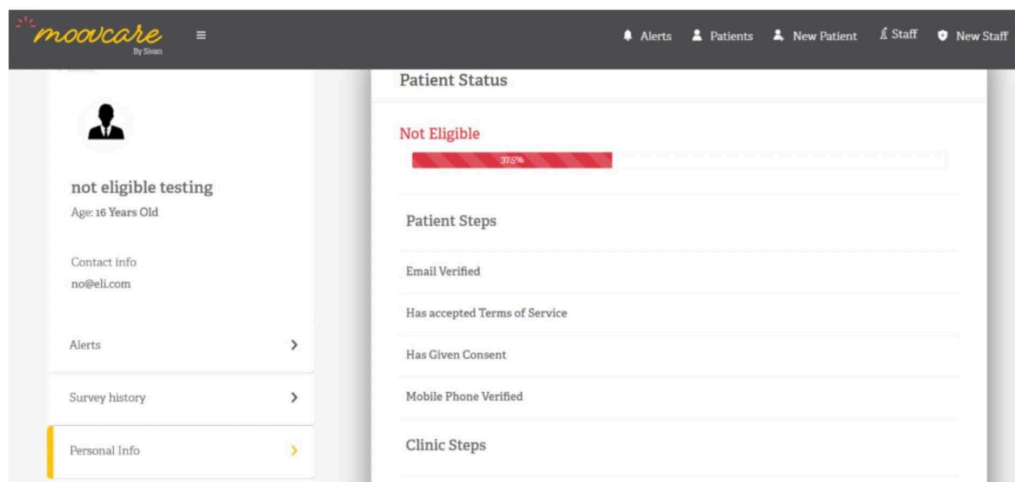 moovcare
By Sivan
Alerts
Patients
New Patient
Staff
New Staff
not eligible testing
Age: 16 Years Old
Contact info
no@eli.com
Alerts
Survey history
Personal Info
Patient Status
Not Eligible
37.5%
Patient Steps
Email Verified
Has accepted Terms of Service
Has Given Consent
Mobile Phone Verified
Clinic Steps